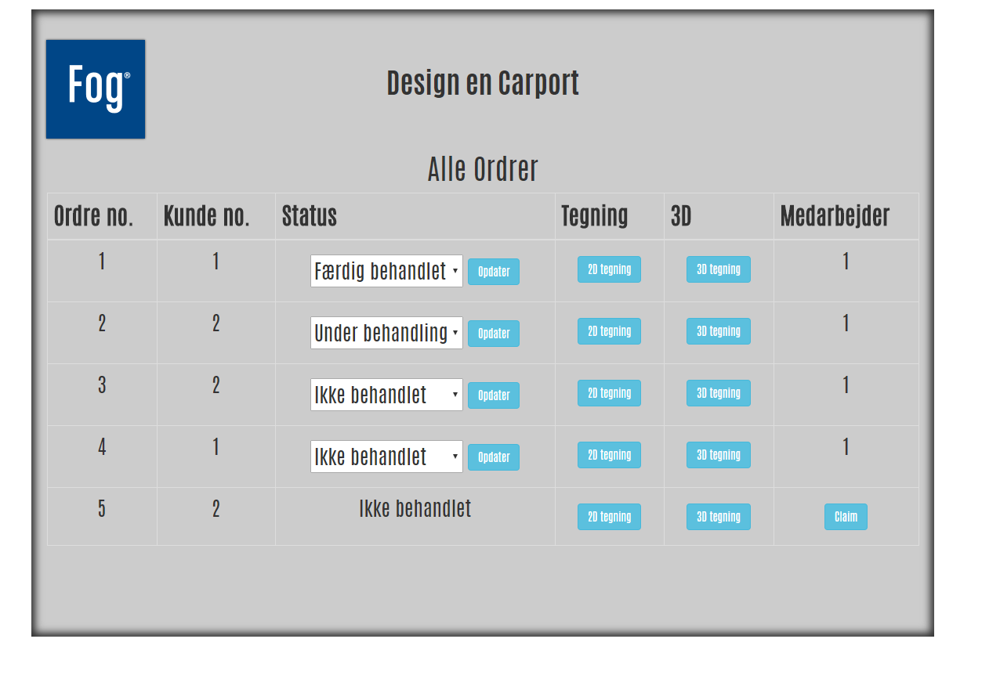 Fog®
Design en Carport
Alle Ordrer
Ordre no. Kunde no. Status Tegning 3D Medarbejder
1 1 Færdig behandlet Opdater 2D tegning 3D tegning 1
2 2 Under behandling Opdater 2D tegning 3D tegning 1
3 2 Ikke behandlet Opdater 2D tegning 3D tegning 1
4 1 Ikke behandlet Opdater 2D tegning 3D tegning 1
5 2 Ikke behandlet 2D tegning 3D tegning Claim